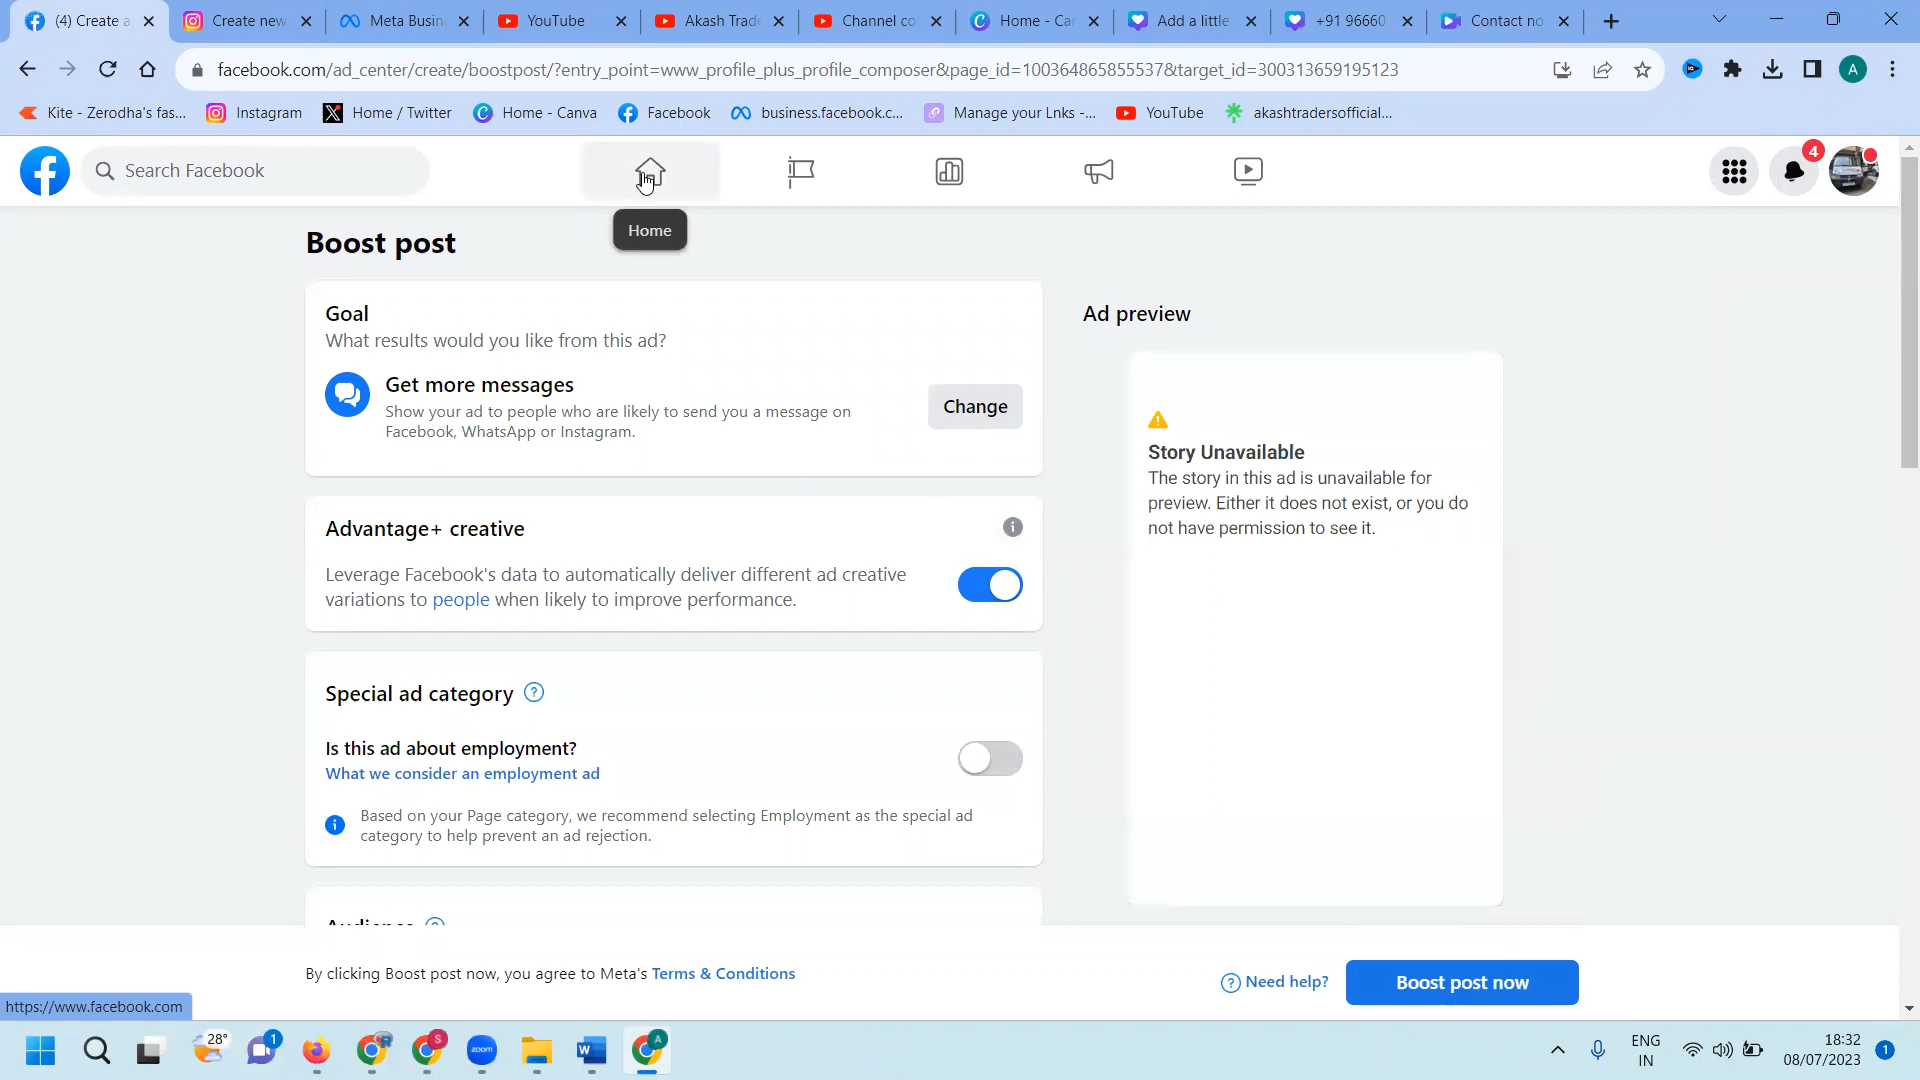 (4) Create a
Create new
Meta Busin
YouTube
Akash Trade
Channel co
Home - Can
Add a little
+91 96660
Contact no
facebook.com/ad_center/create/boostpost/?entry_point=www_profile_plus_profile_composer&page_id=100364865855537&target_id=300313659195123
A
Kite - Zerodha's fas...
Instagram
Home / Twitter
Home - Canva
Facebook
business.facebook.c...
Manage your Lnks -...
YouTube
akashtradersofficial...
Search Facebook
4
Home
Boost post
Goal
What results would you like from this ad?
Get more messages
Show your ad to people who are likely to send you a message on
Facebook, WhatsApp or Instagram.
Change
Ad preview
Story Unavailable
The story in this ad is unavailable for
preview. Either it does not exist, or you do
not have permission to see it.
Advantage+ creative
Leverage Facebook's data to automatically deliver different ad creative
variations to people when likely to improve performance.
Special ad category
Is this ad about employment?
What we consider an employment ad
Based on your Page category, we recommend selecting Employment as the special ad
category to help prevent an ad rejection.
Audience
By clicking Boost post now, you agree to Meta's Terms & Conditions
Need help?
Boost post now
https://www.facebook.com
28°
1
S
zoom
A
ENG
IN
18:32
08/07/2023
1